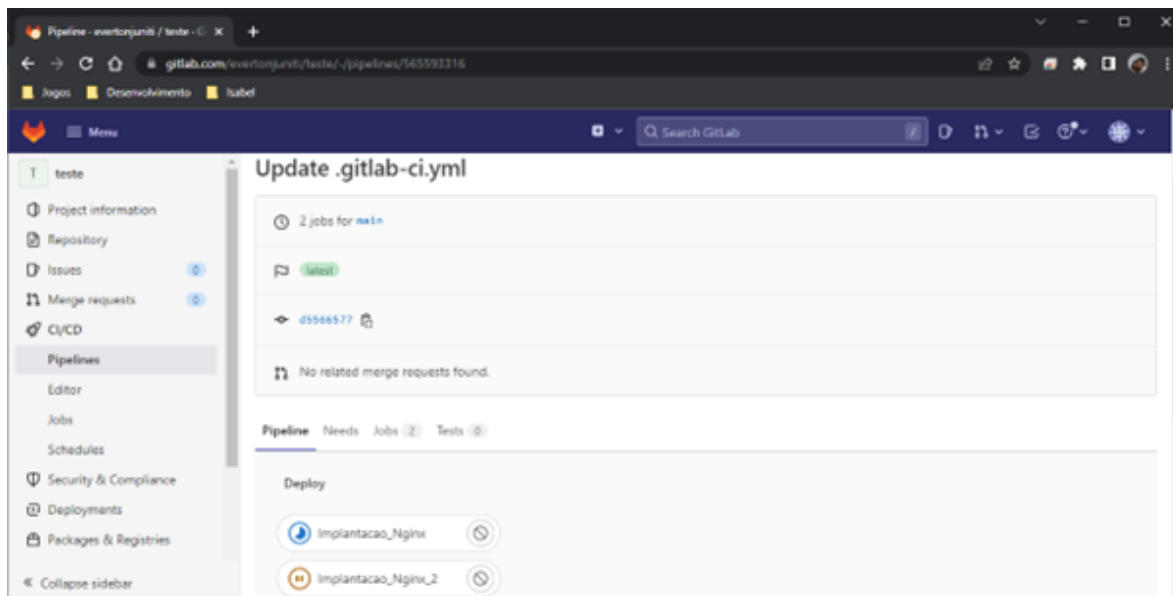 Pipeline - evertonjuniti / teste - Gi
gitlab.com/evertonjuniti/teste/-/pipelines/565593316
Jogos Desenvolvimento Isabel
Menu
Search GitLab /
T teste
Project information
Repository
Issues 0
Merge requests 0
CI/CD
Pipelines
Editor
Jobs
Schedules
Security & Compliance
Deployments
Packages & Registries
Collapse sidebar
Update .gitlab-ci.yml
2 jobs for main
latest
d5566577
No related merge requests found.
Pipeline Needs Jobs 2 Tests 0
Deploy
Implantacao_Nginx
Implantacao_Nginx_2